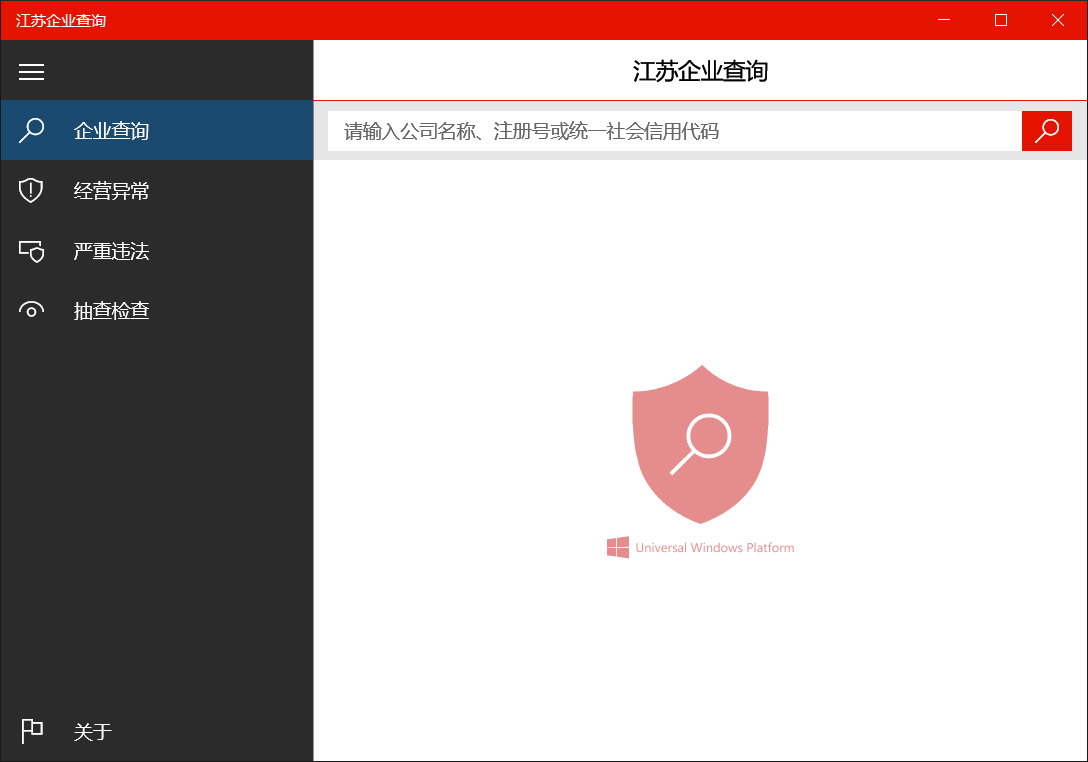 江苏企业查询
江苏企业查询
企业查询
请输入公司名称、注册号或统一社会信用代码
经营异常
严重违法
抽查检查
Universal Windows Platform
关于